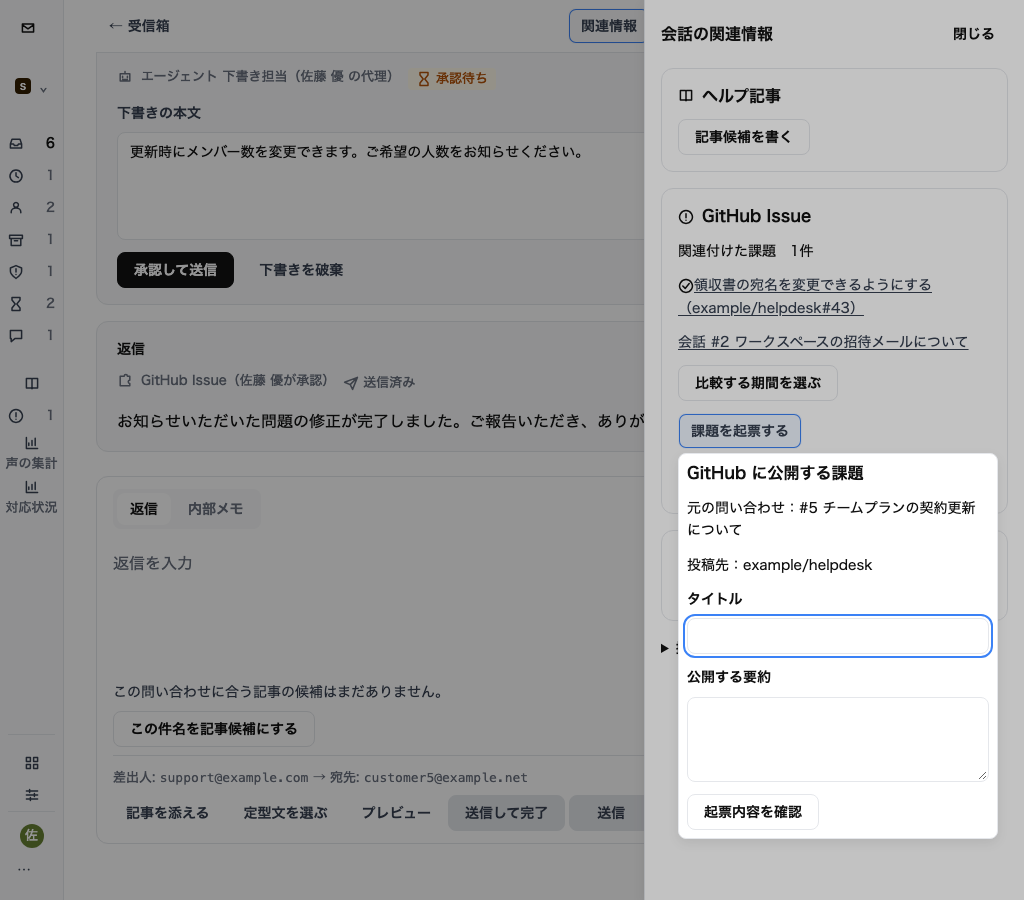 S
6
1
2
1
1
2
1
1
声の集計
対応状況
佐
…
← 受信箱
関連情報
エージェント 下書き担当（佐藤 優 の代理）
承認待ち
下書きの本文
更新時にメンバー数を変更できます。ご希望の人数をお知らせください。
承認して送信
下書きを破棄
返信
GitHub Issue（佐藤 優が承認）
送信済み
お知らせいただいた問題の修正が完了しました。ご報告いただき、ありが
返信
内部メモ
返信を入力
この問い合わせに合う記事の候補はまだありません。
この件名を記事候補にする
差出人: support@example.com → 宛先: customer5@example.net
記事を添える
定型文を選ぶ
プレビュー
送信して完了
送信
会話の関連情報
閉じる
ヘルプ記事
記事候補を書く
GitHub Issue
関連付けた課題　1件
領収書の宛名を変更できるようにする
（example/helpdesk#43）
会話 #2 ワークスペースの招待メールについて
比較する期間を選ぶ
課題を起票する
GitHub に公開する課題
元の問い合わせ：#5 チームプランの契約更新
について
投稿先：example/helpdesk
タイトル
公開する要約
起票内容を確認